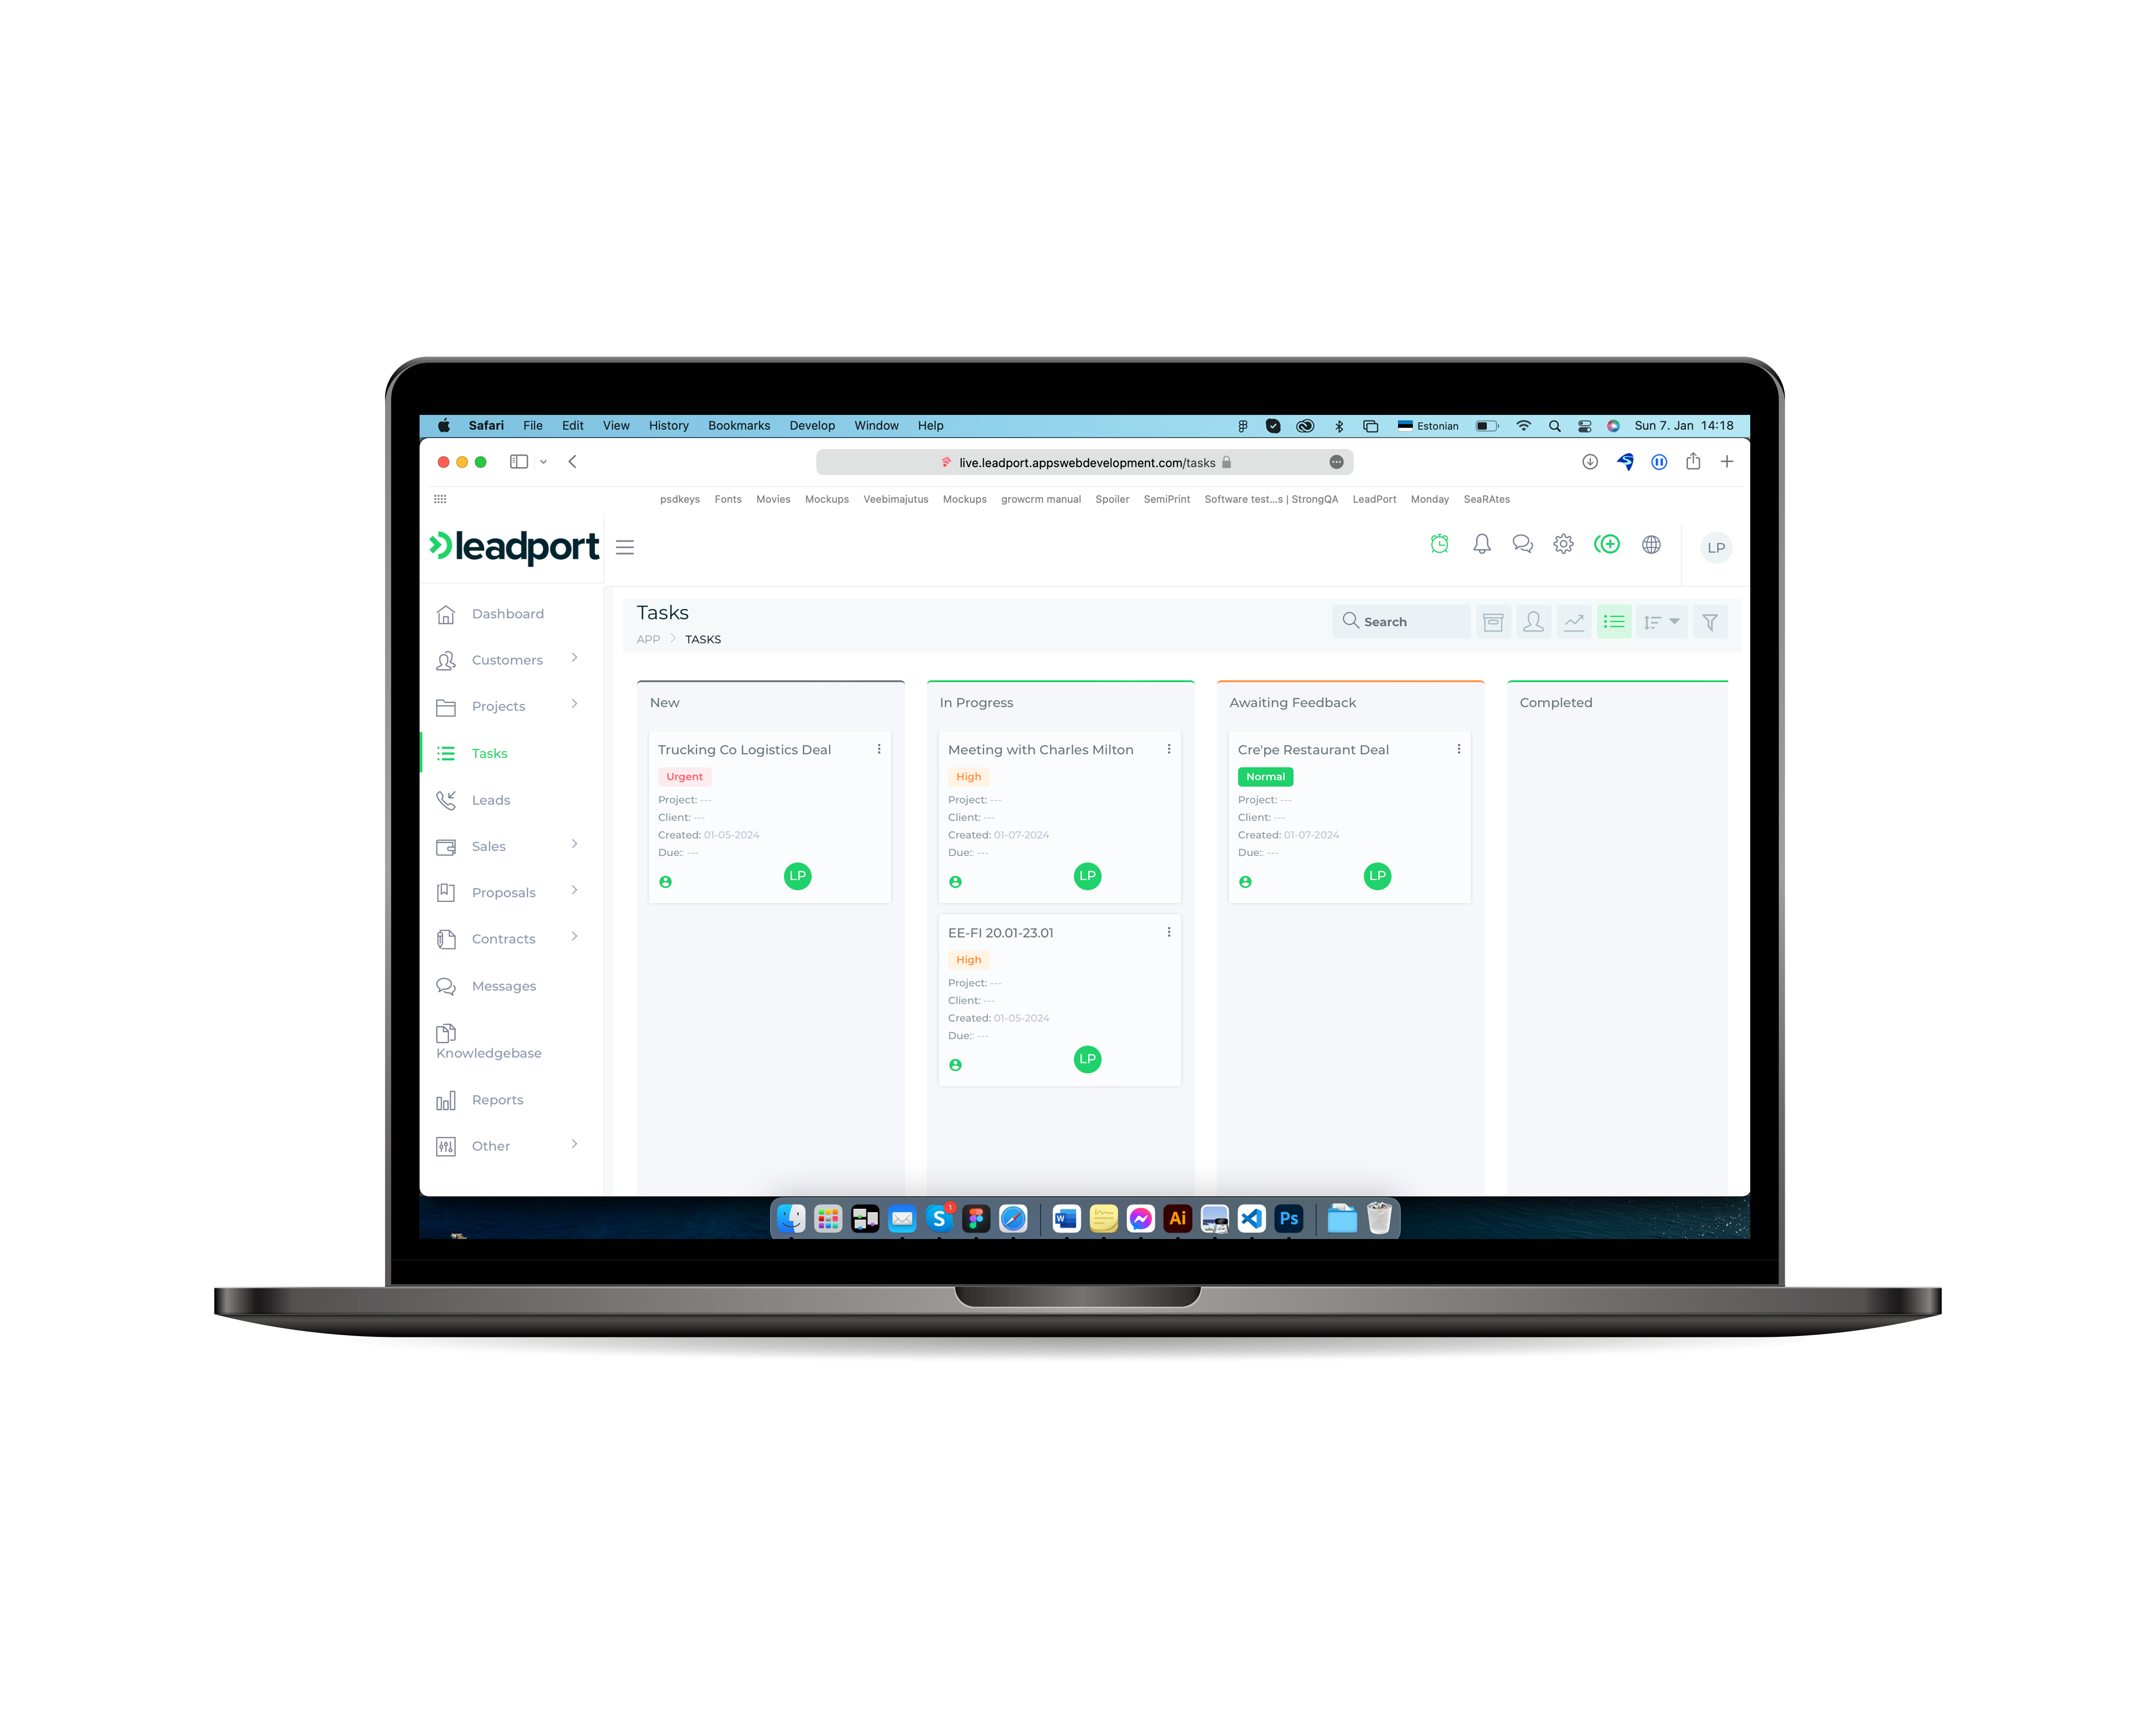 Safari File Edit View History Bookmarks Develop Window Help Estonian Sun 7. Jan 14:18
live.leadport.appswebdevelopment.com/tasks
psdkeys Fonts Movies Mockups Veebimajutus Mockups growcrm manual Spoiler SemiPrint Software test...s | StrongQA LeadPort Monday SeaRAtes
leadport
LP
Dashboard
Customers
Projects
Tasks
Leads
Sales
Proposals
Contracts
Messages
Knowledgebase
Reports
Other
Tasks
APP > TASKS
Search
New
Trucking Co Logistics Deal
Urgent
Project: ---
Client: ---
Created: 01-05-2024
Due:: ---
LP
In Progress
Meeting with Charles Milton
High
Project: ---
Client: ---
Created: 01-07-2024
Due:: ---
LP
EE-FI 20.01-23.01
High
Project: ---
Client: ---
Created: 01-05-2024
Due:: ---
LP
Awaiting Feedback
Cre'pe Restaurant Deal
Normal
Project: ---
Client: ---
Created: 01-07-2024
Due:: ---
LP
Completed
S 1 W Ai Ps